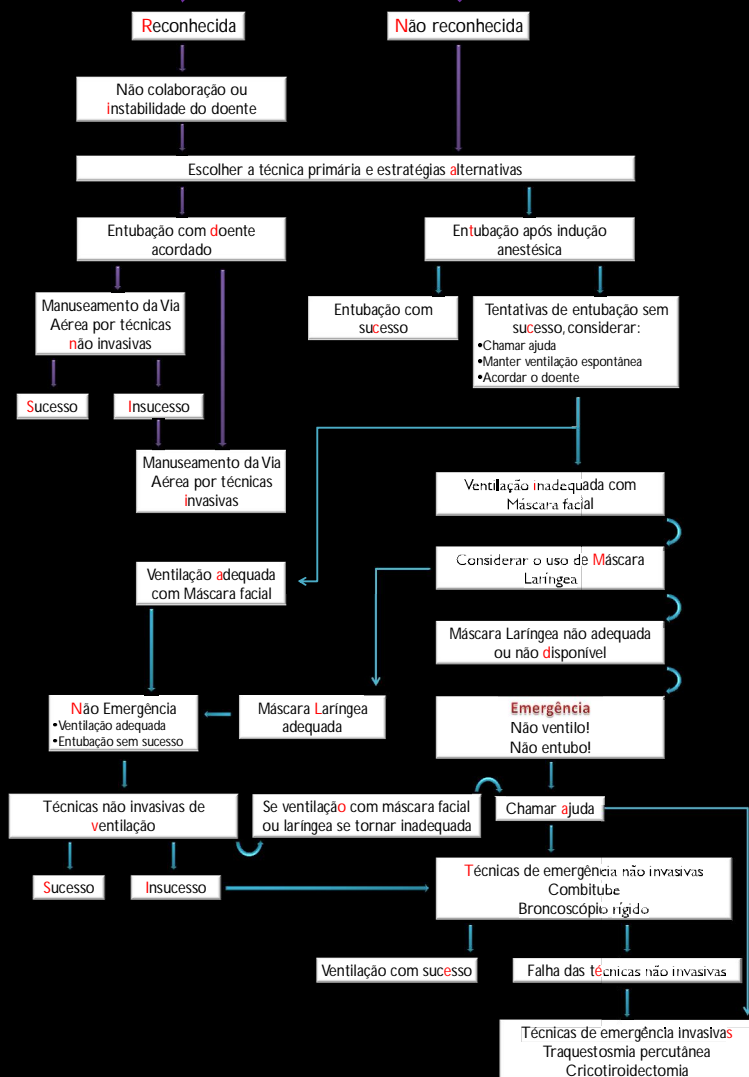 Reconhecida
Não reconhecida
Não colaboração ou
instabilidade do doente
Escolher a técnica primária e estratégias alternativas
Entubação com doente
acordado
Entubação após indução
anestésica
Manuseamento da Via
Aérea por técnicas
não invasivas
Entubação com
sucesso
Tentativas de entubação sem
sucesso, considerar:
•Chamar ajuda
•Manter ventilação espontânea
•Acordar o doente
Sucesso
Insucesso
Manuseamento da Via
Aérea por técnicas
invasivas
Ventilação inadequada com
Máscara facial
Ventilação adequada
com Máscara facial
Considerar o uso de Máscara
Laríngea
Máscara Laríngea não adequada
ou não disponível
Não Emergência
•Ventilação adequada
•Entubação sem sucesso
Máscara Laríngea
adequada
Emergência
Não ventilo!
Não entubo!
Técnicas não invasivas de
ventilação
Se ventilação com máscara facial
ou laríngea se tornar inadequada
Chamar ajuda
Sucesso
Insucesso
Técnicas de emergência não invasivas
Combitube
Broncoscópio rígido
Ventilação com sucesso
Falha das técnicas não invasivas
Técnicas de emergência invasivas
Traquestosmia percutânea
Cricotiroidectomia